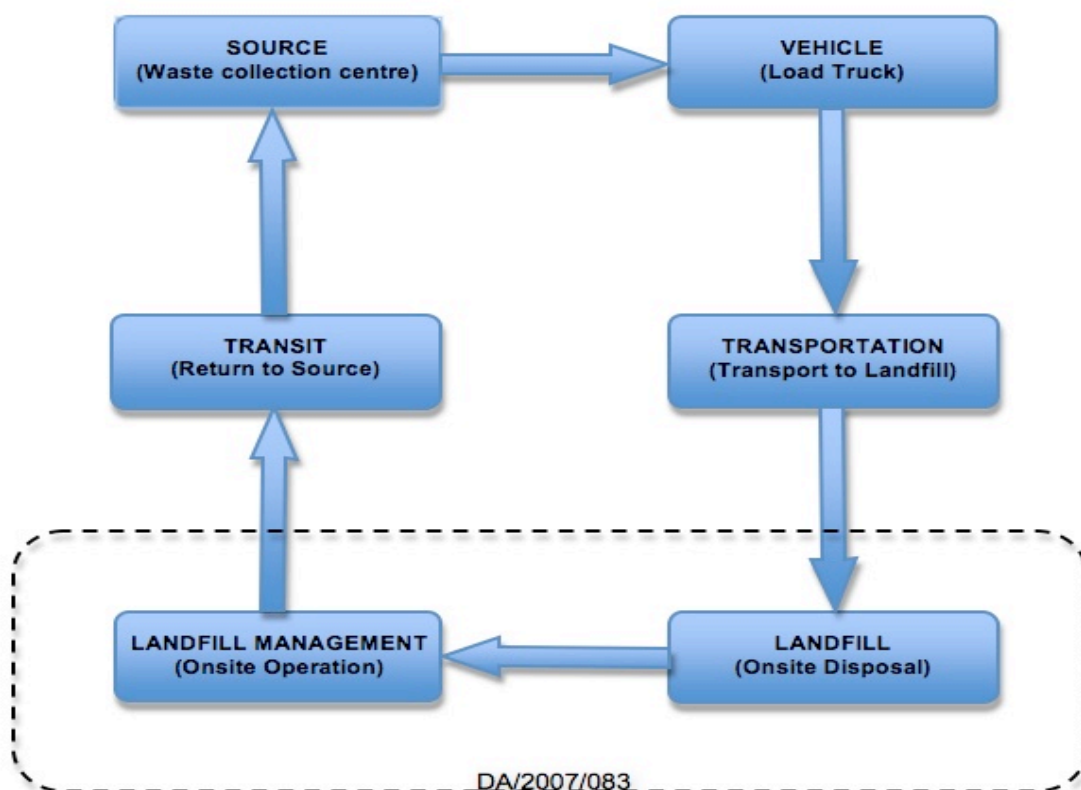 SOURCE
(Waste collection centre)
VEHICLE
(Load Truck)
TRANSIT
(Return to Source)
TRANSPORTATION
(Transport to Landfill)
LANDFILL MANAGEMENT
(Onsite Operation)
LANDFILL
(Onsite Disposal)
DA/2007/083